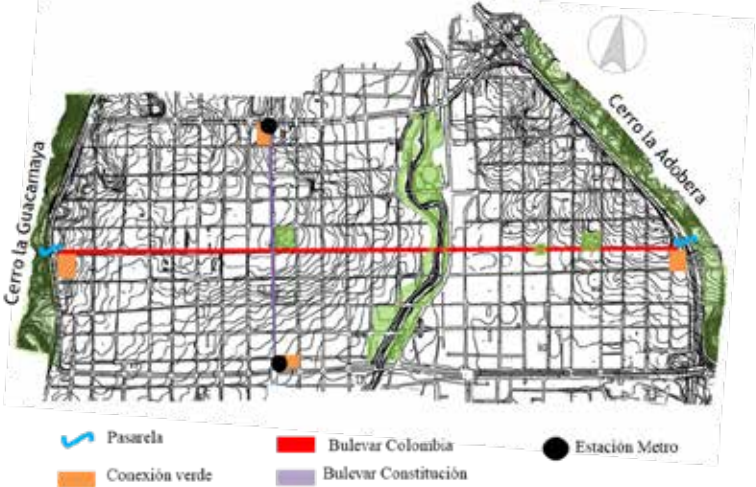 Cerro la Guacamaya
Cerro la Adobera
Pasarela
Bulevar Colombia
Estación Metro
Conexión verde
Bulevar Constitución